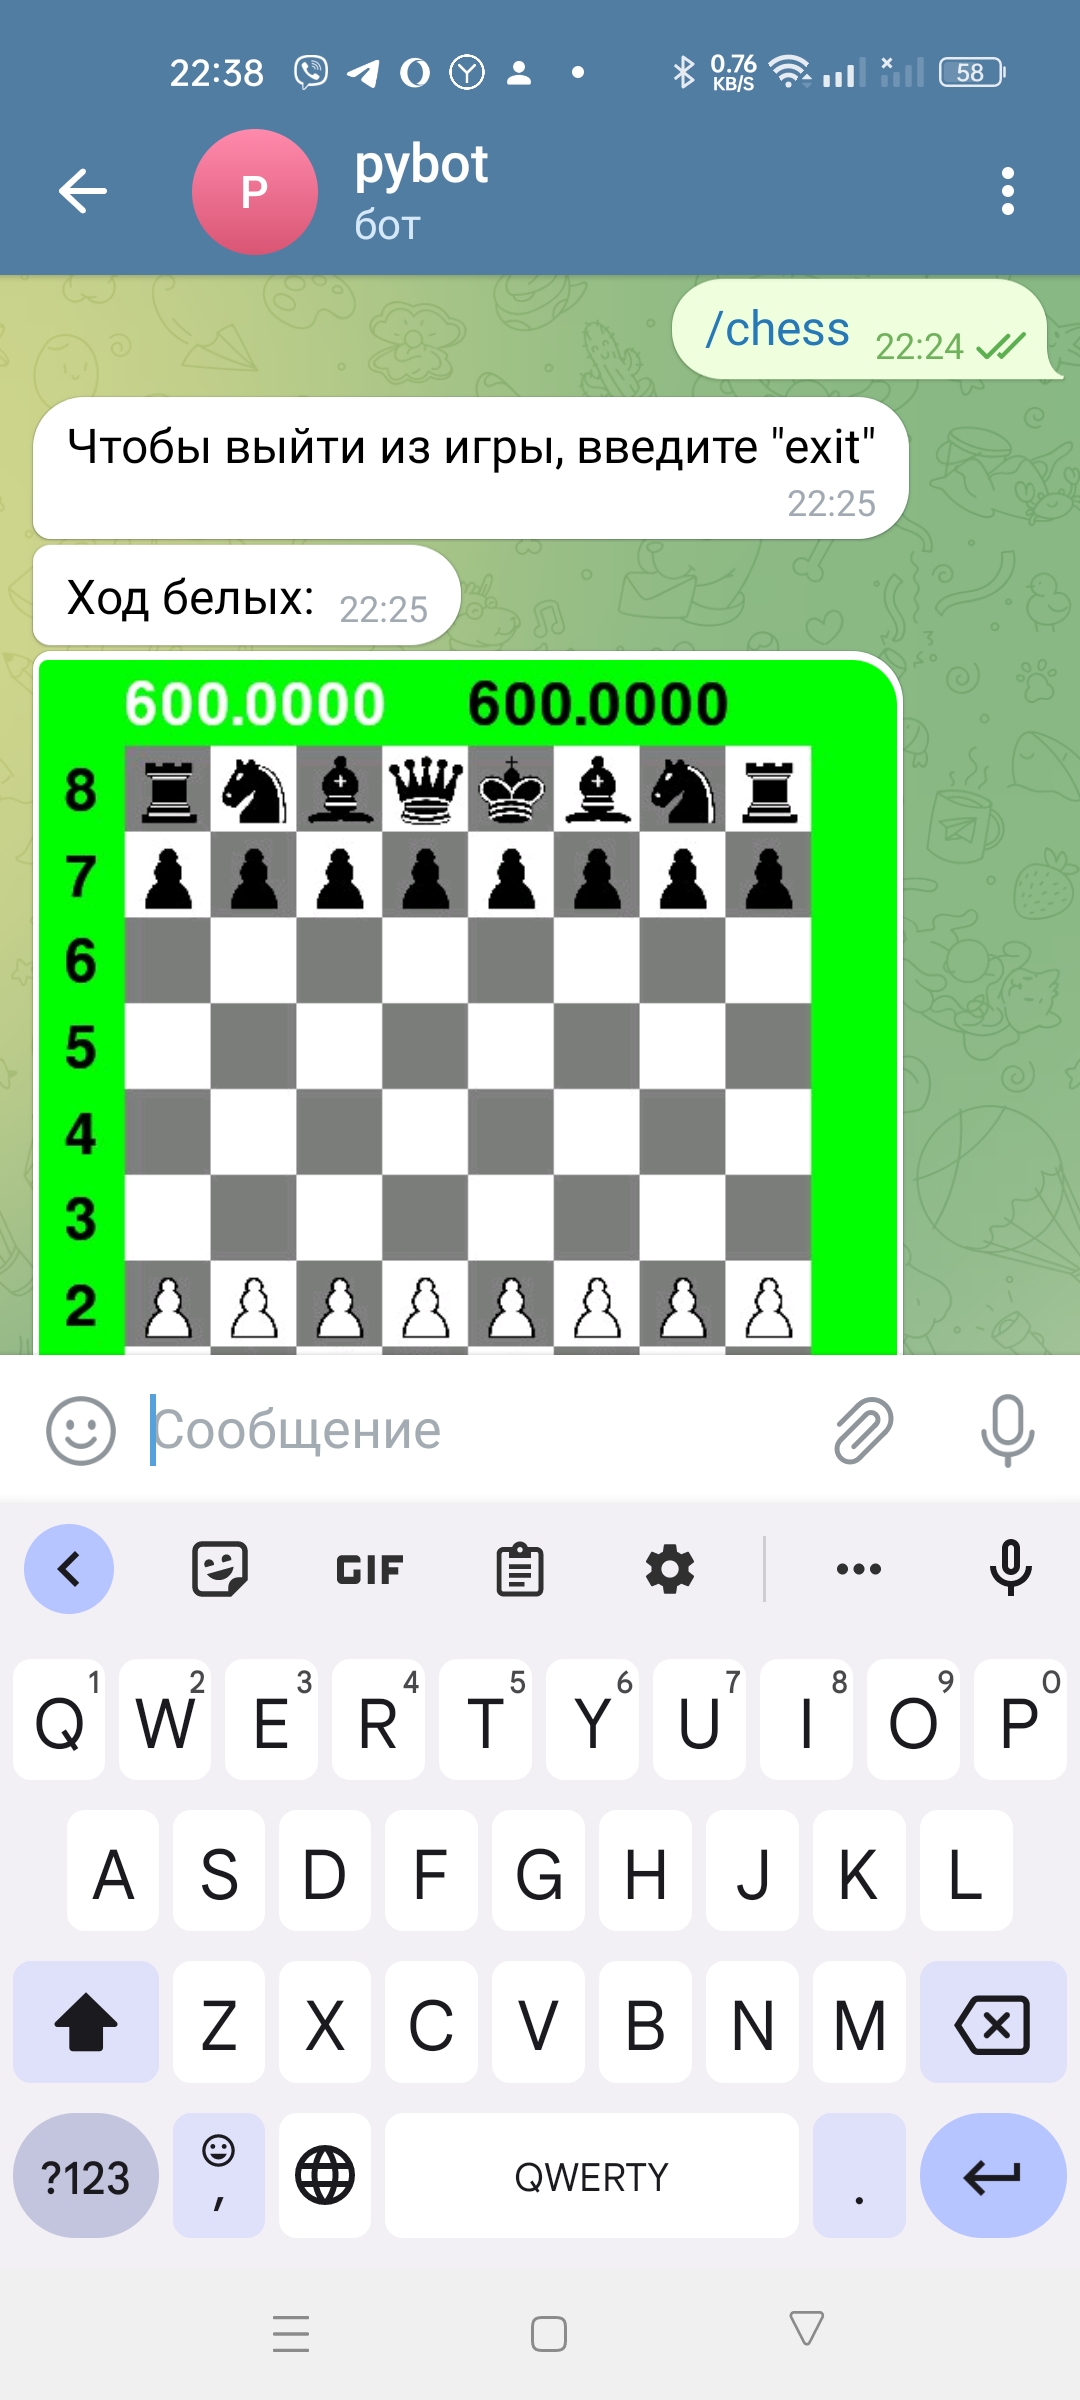 22:38
0.76
KB/S
58
P
pybot
бот
/chess 22:24
Чтобы выйти из игры, введите "exit"
22:25
Ход белых: 22:25
600.0000 600.0000
8
7
6
5
4
3
2
Сообщение
GIF
1 2 3 4 5 6 7 8 9 0
Q W E R T Y U I O P
A S D F G H J K L
Z X C V B N M
?123 , QWERTY .